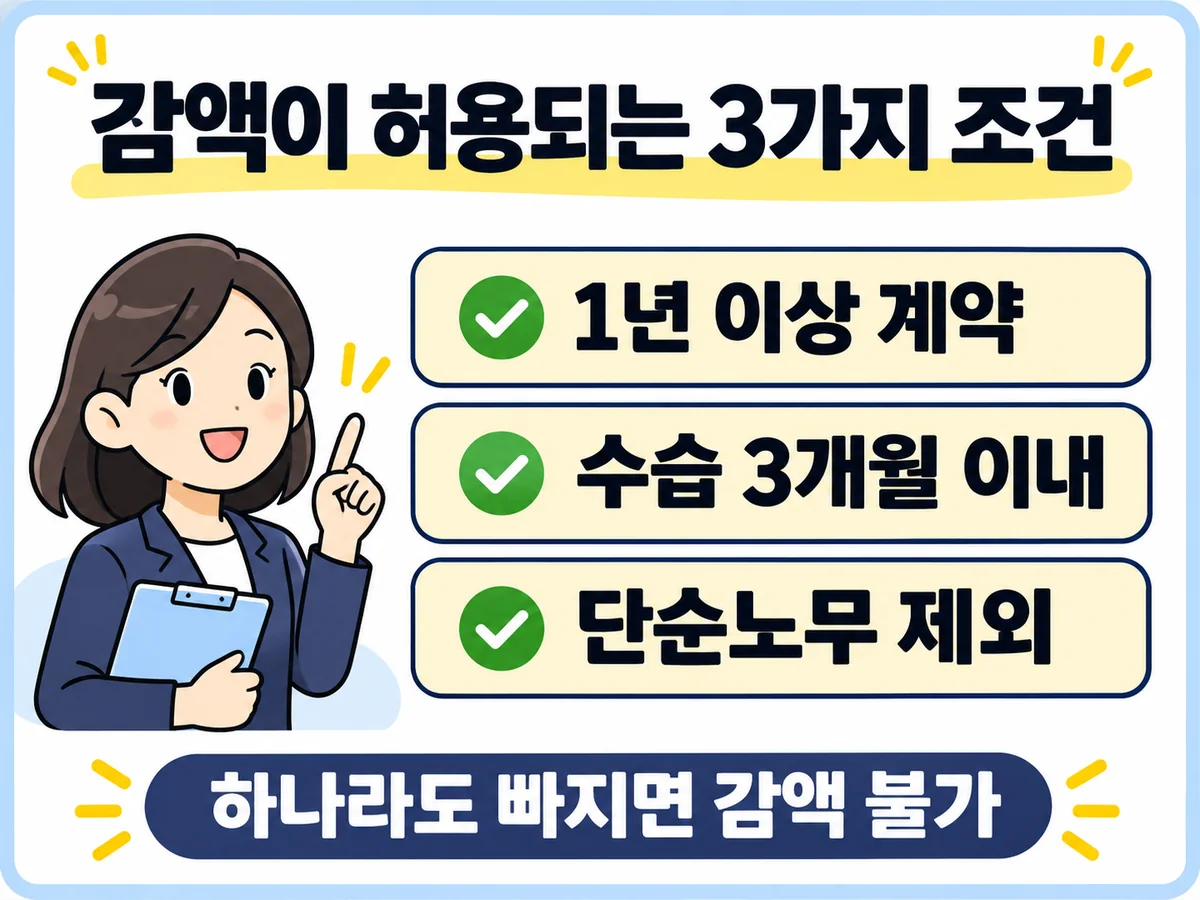 감액이 허용되는 3가지 조건
1년 이상 계약
수습 3개월 이내
단순노무 제외
하나라도 빠지면 감액 불가